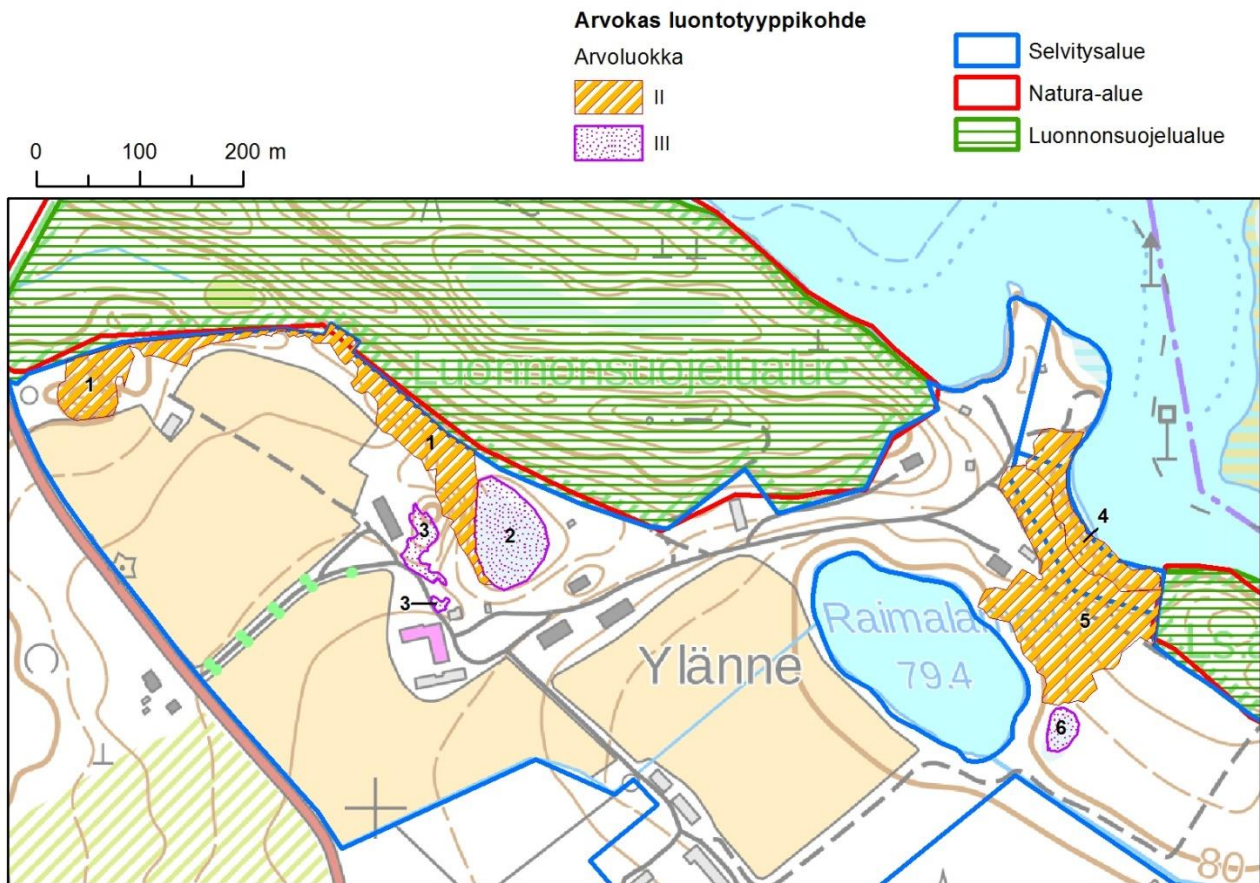 Arvokas luontotyyppikohde
Arvoluokka
II
III
Selvitysalue
Natura-alue
Luonnonsuojelualue
0 100 200 m
Luonnonsuojelualue
1
1
2
3
3
4
5
6
Ylänne
79.4
80